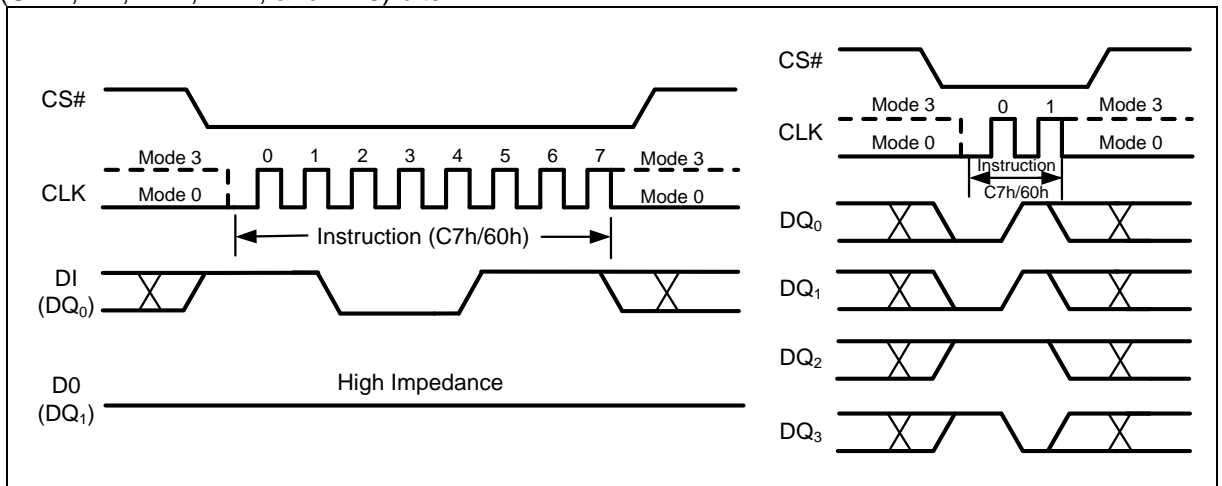 CS#
Mode 3
0 1 2 3 4 5 6 7
Mode 3
CLK
Mode 0
Mode 0
Instruction (C7h/60h)
DI
(DQ0)
D0
(DQ1)
High Impedance
CS#
Mode 3
0 1
Mode 3
CLK
Mode 0
Mode 0
Instruction
C7h/60h
DQ0
DQ1
DQ2
DQ3